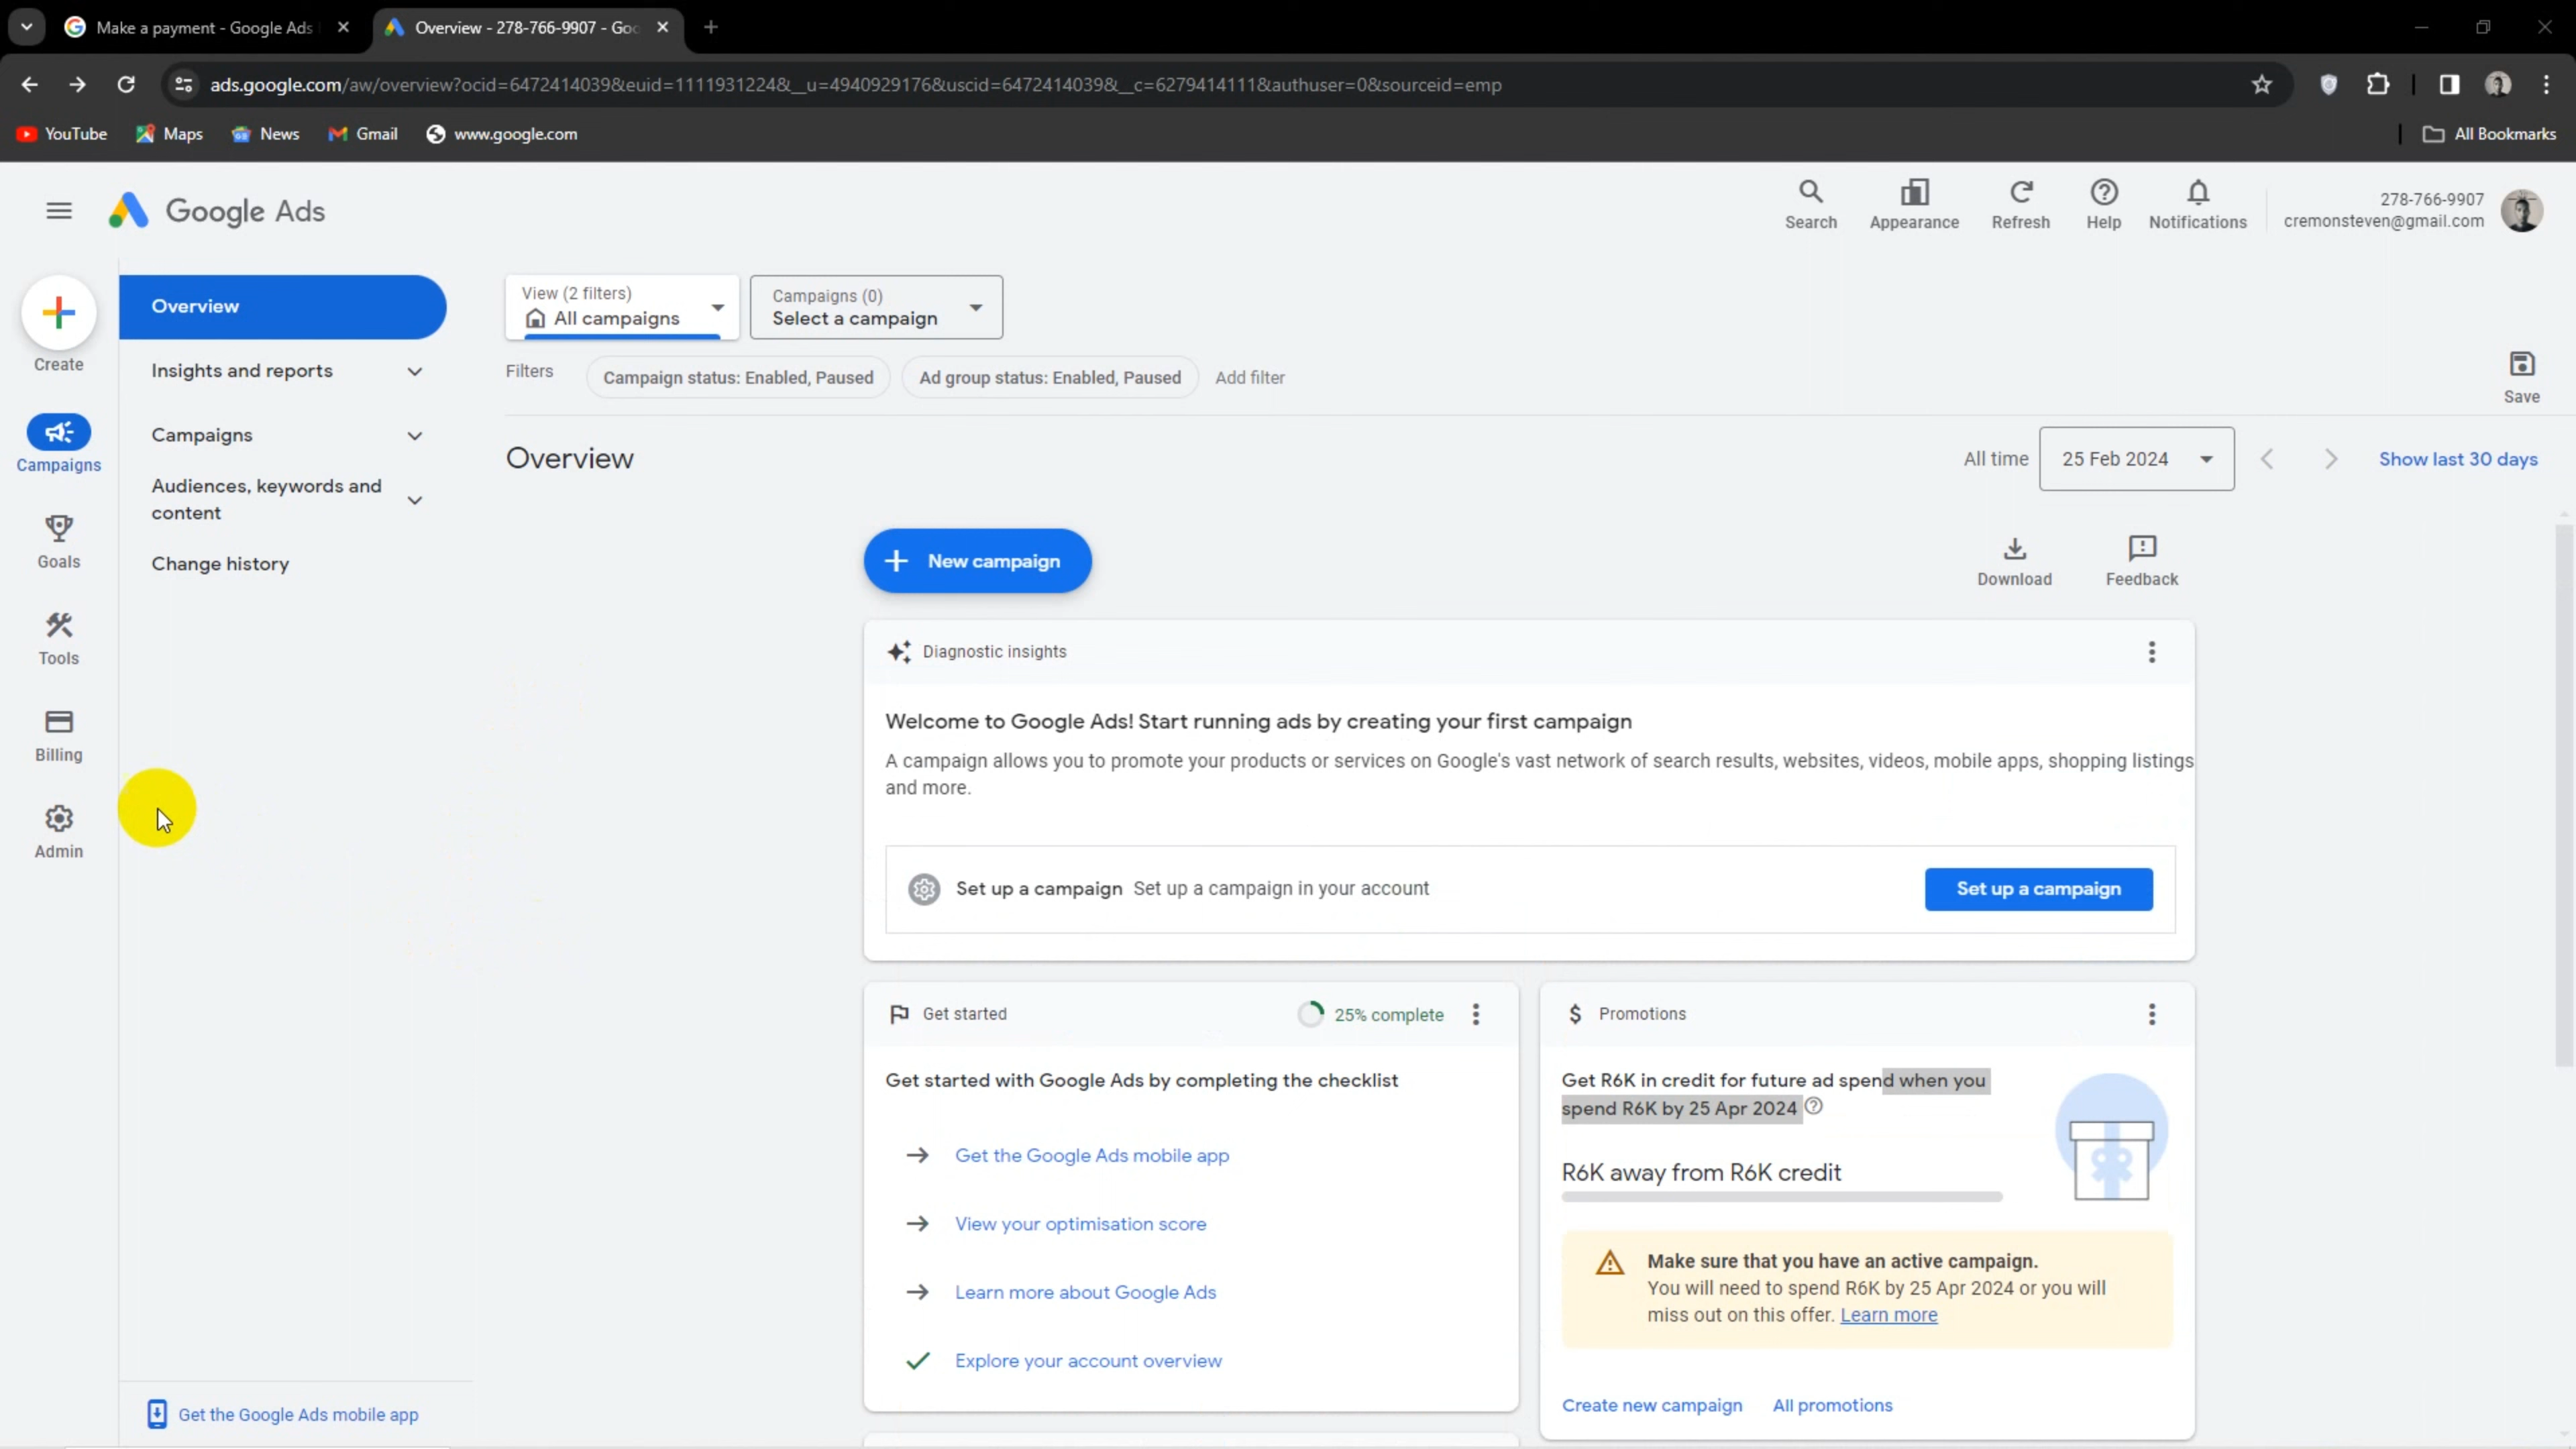 Make a payment - Google Ads
Overview - 278-766-9907 - Goo
ads.google.com/aw/overview?ocid=6472414039&euid=1111931224&__u=4940929176&uscid=6472414039&__c=6279414111&authuser=0&sourceid=emp
YouTube
Maps
News
Gmail
www.google.com
All Bookmarks
Google Ads
Search
Appearance
Refresh
Help
Notifications
278-766-9907
cremonsteven@gmail.com
Create
Campaigns
Goals
Tools
Billing
Admin
Overview
Insights and reports
Campaigns
Audiences, keywords and
content
Change history
Get the Google Ads mobile app
View (2 filters)
All campaigns
Campaigns (0)
Select a campaign
Filters
Campaign status: Enabled, Paused
Ad group status: Enabled, Paused
Add filter
Save
Overview
All time
25 Feb 2024
Show last 30 days
New campaign
Download
Feedback
Diagnostic insights
Welcome to Google Ads! Start running ads by creating your first campaign
A campaign allows you to promote your products or services on Google's vast network of search results, websites, videos, mobile apps, shopping listings
and more.
Set up a campaign Set up a campaign in your account
Set up a campaign
Get started
25% complete
Get started with Google Ads by completing the checklist
Get the Google Ads mobile app
View your optimisation score
Learn more about Google Ads
Explore your account overview
Promotions
Get R6K in credit for future ad spend when you
spend R6K by 25 Apr 2024
R6K away from R6K credit
Make sure that you have an active campaign.
You will need to spend R6K by 25 Apr 2024 or you will
miss out on this offer. Learn more
Create new campaign
All promotions